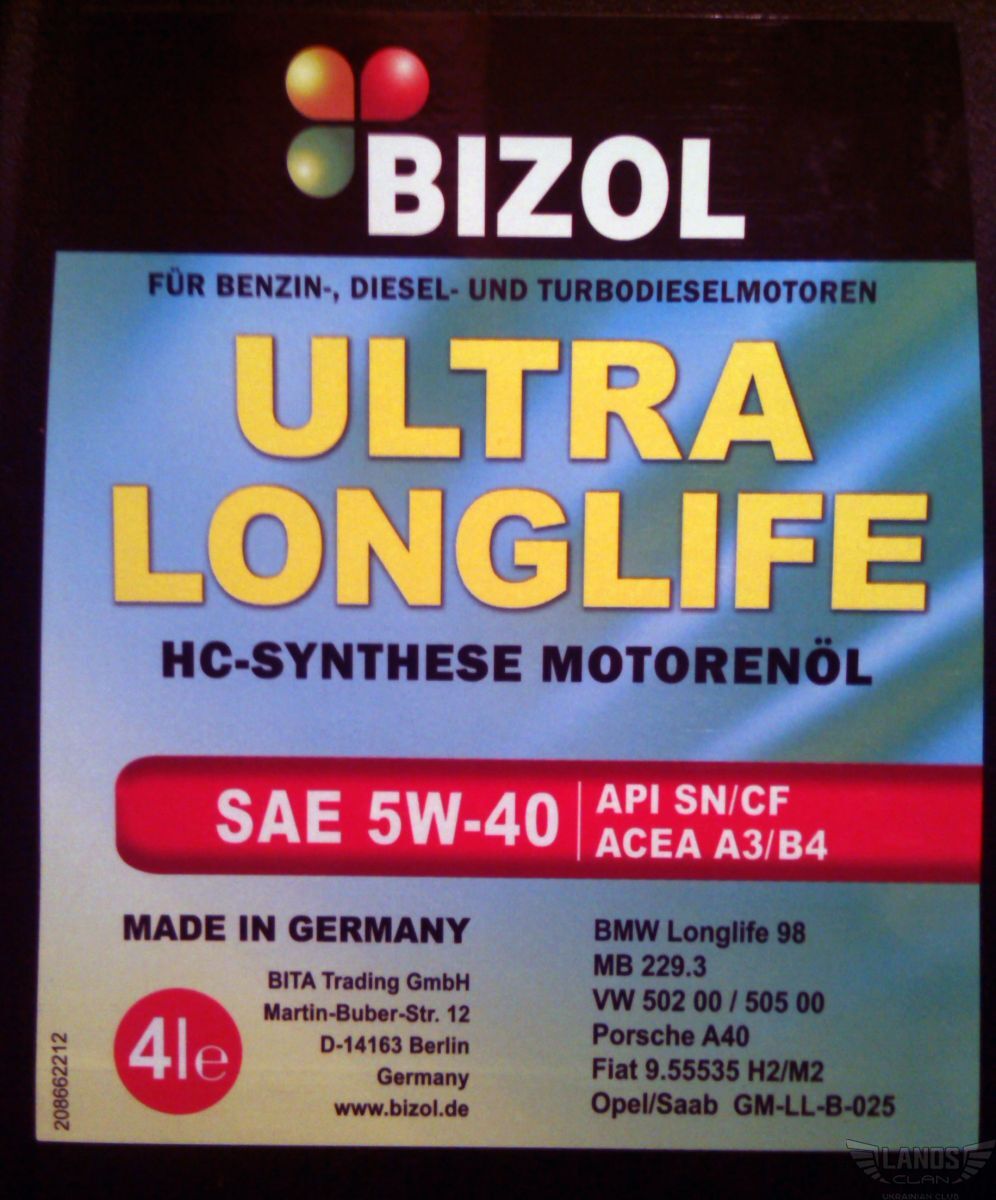 BIZOL
FÜR BENZIN-, DIESEL- UND TURBODIESELMOTOREN
ULTRA
LONGLIFE
HC-SYNTHESE MOTORENÖL
SAE 5W-40
API SN/CF
ACEA A3/B4
MADE IN GERMANY
BITA Trading GmbH
Martin-Buber-Str. 12
D-14163 Berlin
Germany
www.bizol.de
4l e
208662212
BMW Longlife 98
MB 229.3
VW 502 00 / 505 00
Porsche A40
Fiat 9.55535 H2/M2
Opel/Saab GM-LL-B-025
LANOS
CLAN
UKRAINIAN CLUB